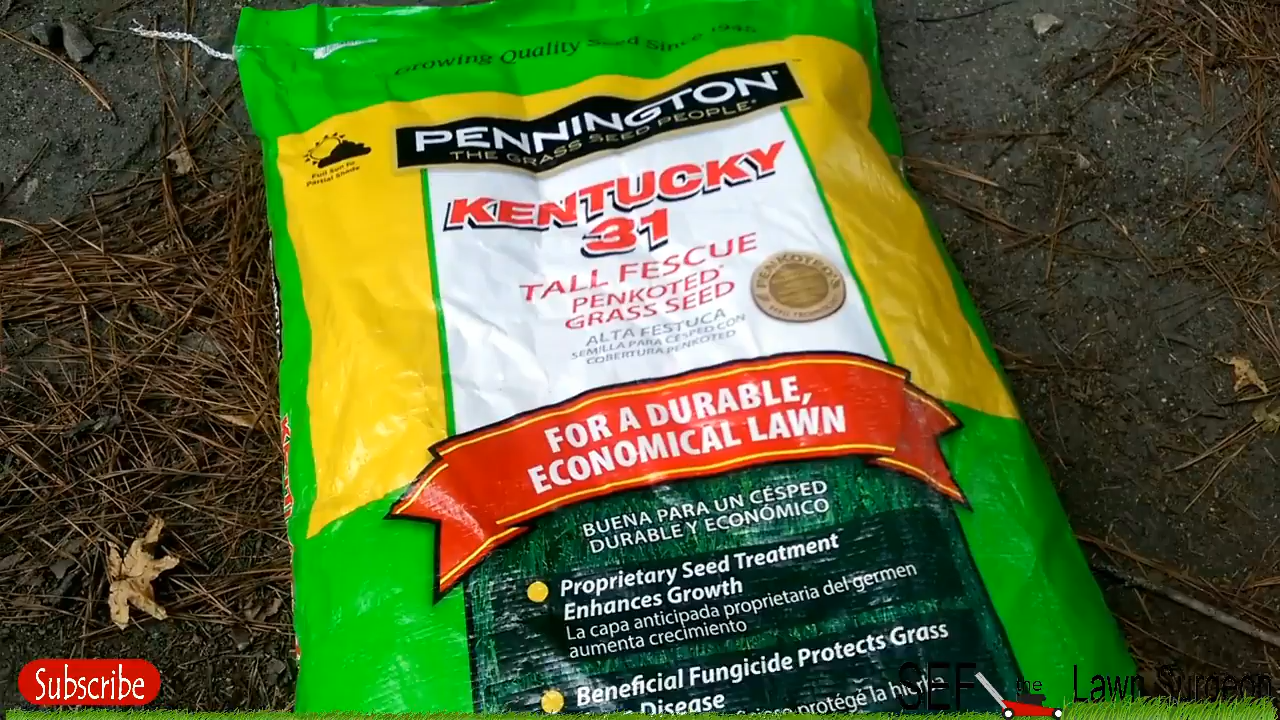 Growing Quality Seed Since 1945
PENNINGTON
THE GRASS SEED PEOPLE®
Full Sun to
Partial Shade
KENTUCKY
31
TALL FESCUE
PENKOTED®
GRASS SEED
ALTA FESTUCA
SEMILLA PARA CÉSPED CON
COBERTURA PENKOTED
PENKOTED®
FOR A DURABLE,
ECONOMICAL LAWN
BUENA PARA UN CÉSPED
DURABLE Y ECONÓMICO
Proprietary Seed Treatment
Enhances Growth
La capa anticipada proprietaria del germen
aumenta crecimiento
Beneficial Fungicide Protects Grass
Disease
protége la
Subscribe
SEF the Lawn Surgeon